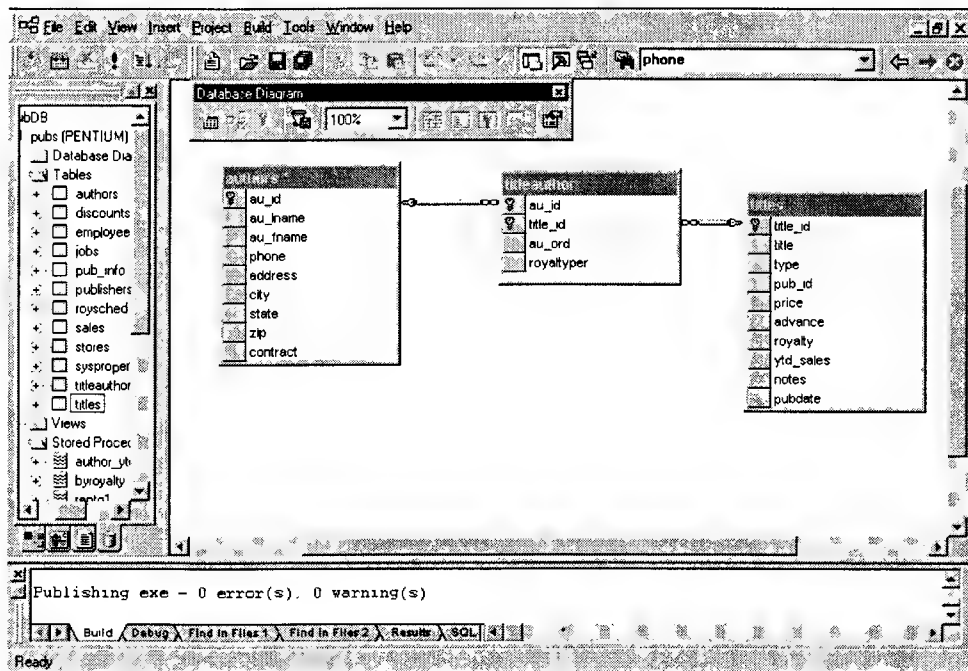 File Edit View Insert Project Build Tools Window Help
phone
Database Diagram
100%
ubDB
pubs (PENTIUM)
Database Dia
Tables
authors
discounts
employee
jobs
pub_info
publishers
roysched
sales
stores
sysproper
titleauthor
titles
Views
Stored Proced
author_yt
byroyalty
reptq1
authors
au_id
au_lname
au_fname
phone
address
city
state
zip
contract
titleauthor
au_id
title_id
au_ord
royaltyper
titles
title_id
title
type
pub_id
price
advance
royalty
ytd_sales
notes
pubdate
Publishing exe - 0 error(s), 0 warning(s)
Build Debug Find in Files 1 Find in Files 2 Results SQL
Ready